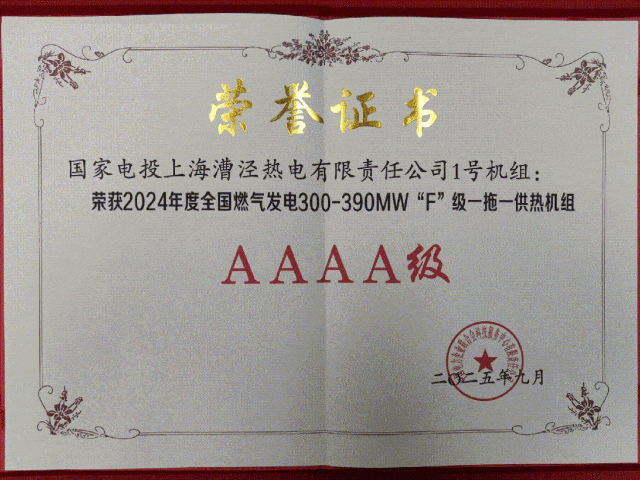 荣誉证书
国家电投上海漕泾热电有限责任公司1号机组：
荣获2024年度全国燃气发电300-390MW“F”级一拖一供热机组
AAAA级
二〇二五年九月